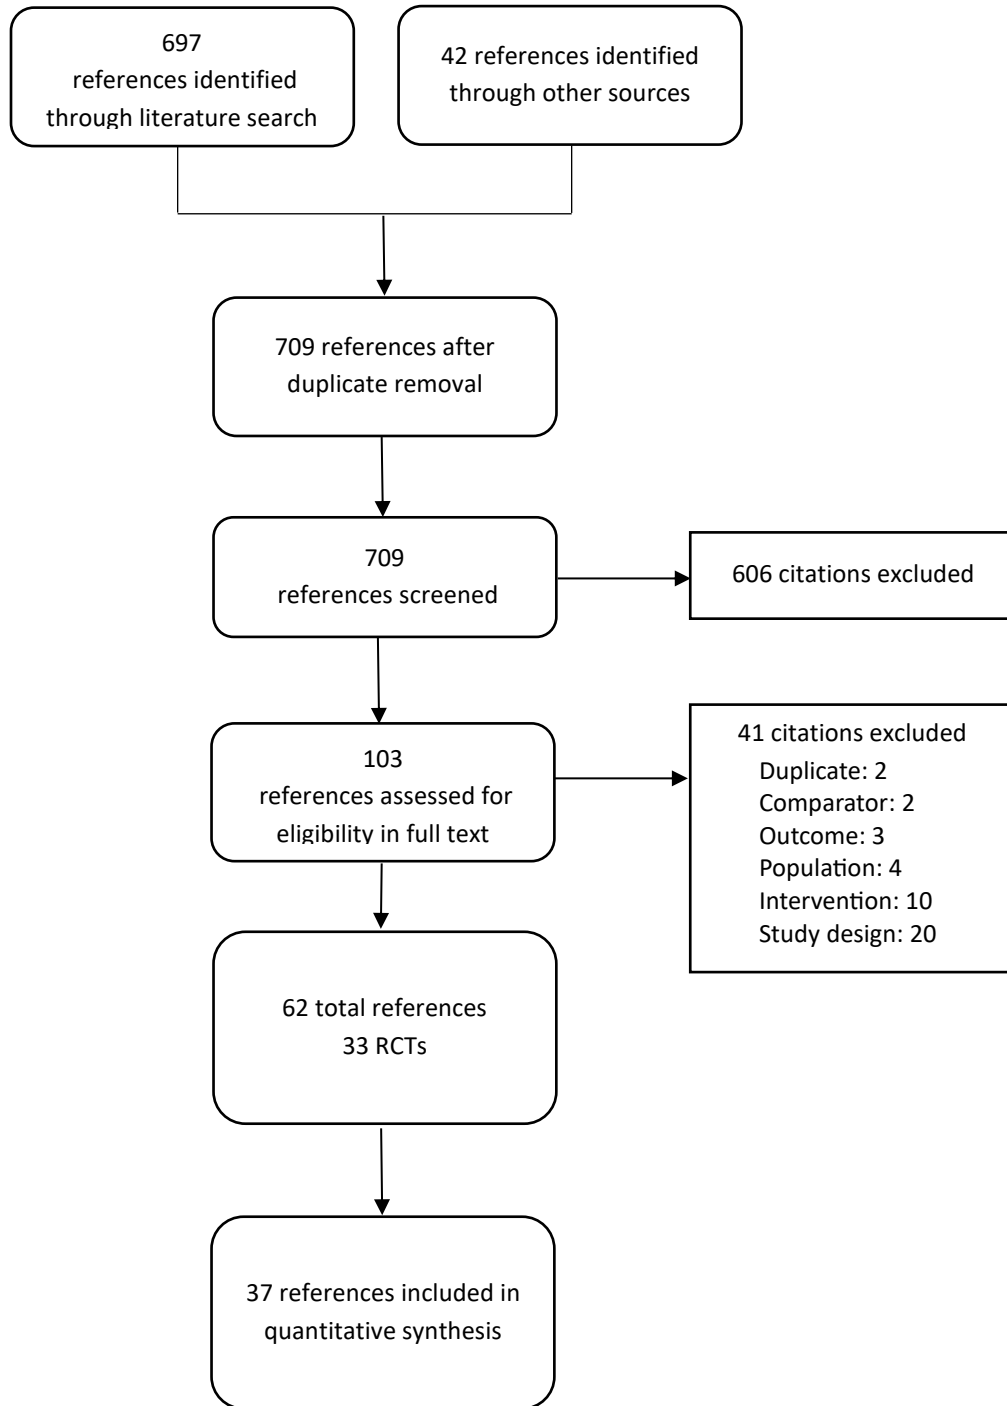 697
references identified
through literature search
42 references identified
through other sources
709 references after
duplicate removal
709
references screened
606 citations excluded
103
references assessed for
eligibility in full text
41 citations excluded
Duplicate: 2
Comparator: 2
Outcome: 3
Population: 4
Intervention: 10
Study design: 20
62 total references
33 RCTs
37 references included in
quantitative synthesis